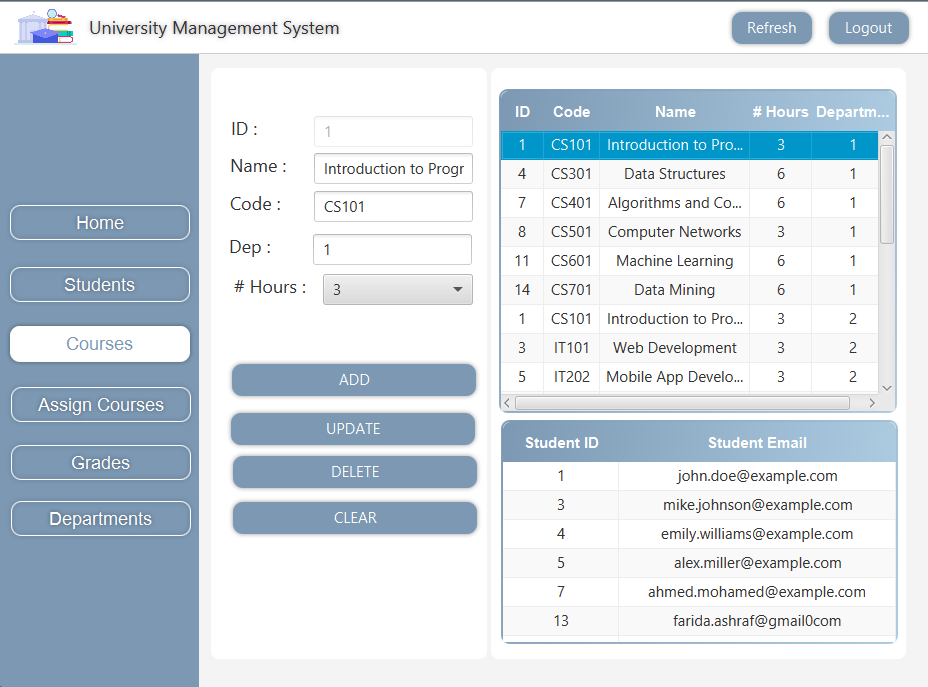 University Management System
Refresh
Logout
Home
Students
Courses
Assign Courses
Grades
Departments
ID :
1
Name :
Introduction to Progr
Code :
CS101
Dep :
1
# Hours :
3
ADD
UPDATE
DELETE
CLEAR
ID Code Name # Hours Departm...
1 CS101 Introduction to Pro... 3 1
4 CS301 Data Structures 6 1
7 CS401 Algorithms and Co... 6 1
8 CS501 Computer Networks 3 1
11 CS601 Machine Learning 6 1
14 CS701 Data Mining 6 1
1 CS101 Introduction to Pro... 3 2
3 IT101 Web Development 3 2
5 IT202 Mobile App Develo... 3 2
Student ID Student Email
1 john.doe@example.com
3 mike.johnson@example.com
4 emily.williams@example.com
5 alex.miller@example.com
7 ahmed.mohamed@example.com
13 farida.ashraf@gmail0com